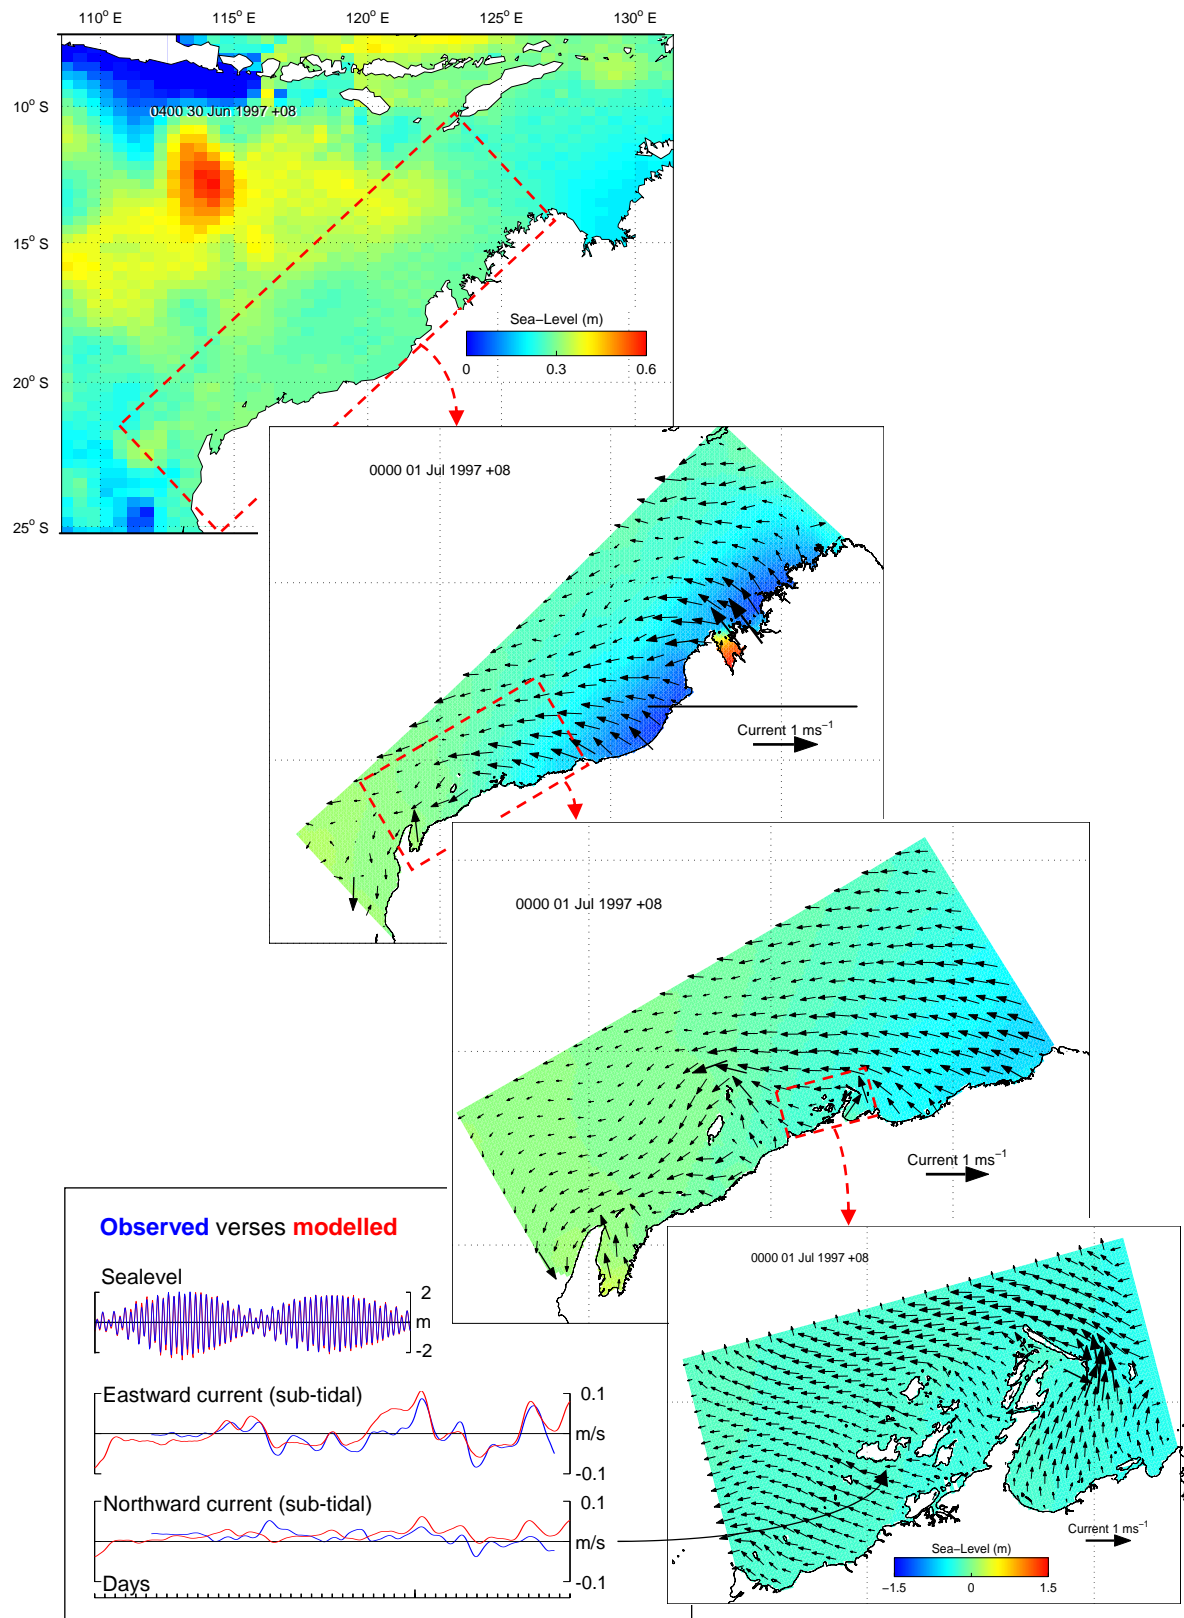 110° E
115° E
120° E
125° E
130° E
10° S
0400 30 Jun 1997 +08
15° S
Sea-Level (m)
0
0.3
0.6
20° S
25° S
0000 01 Jul 1997 +08
Current 1 ms⁻¹
0000 01 Jul 1997 +08
Current 1 ms⁻¹
0000 01 Jul 1997 +08
Current 1 ms⁻¹
Sea-Level (m)
-1.5
0
1.5
Observed verses modelled
Sealevel
2
m
-2
Eastward current (sub-tidal)
0.1
m/s
-0.1
Northward current (sub-tidal)
0.1
m/s
-0.1
Days